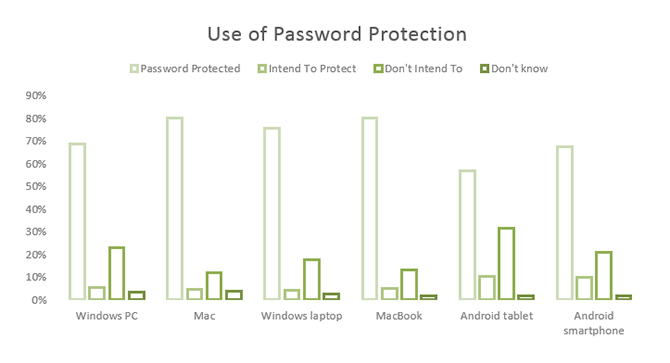 Use of Password Protection
Password Protected Intend To Protect Don't Intend To Don't know
90%
80%
70%
60%
50%
40%
30%
20%
10%
0%
Windows PC Mac Windows laptop MacBook Android tablet Android
smartphone